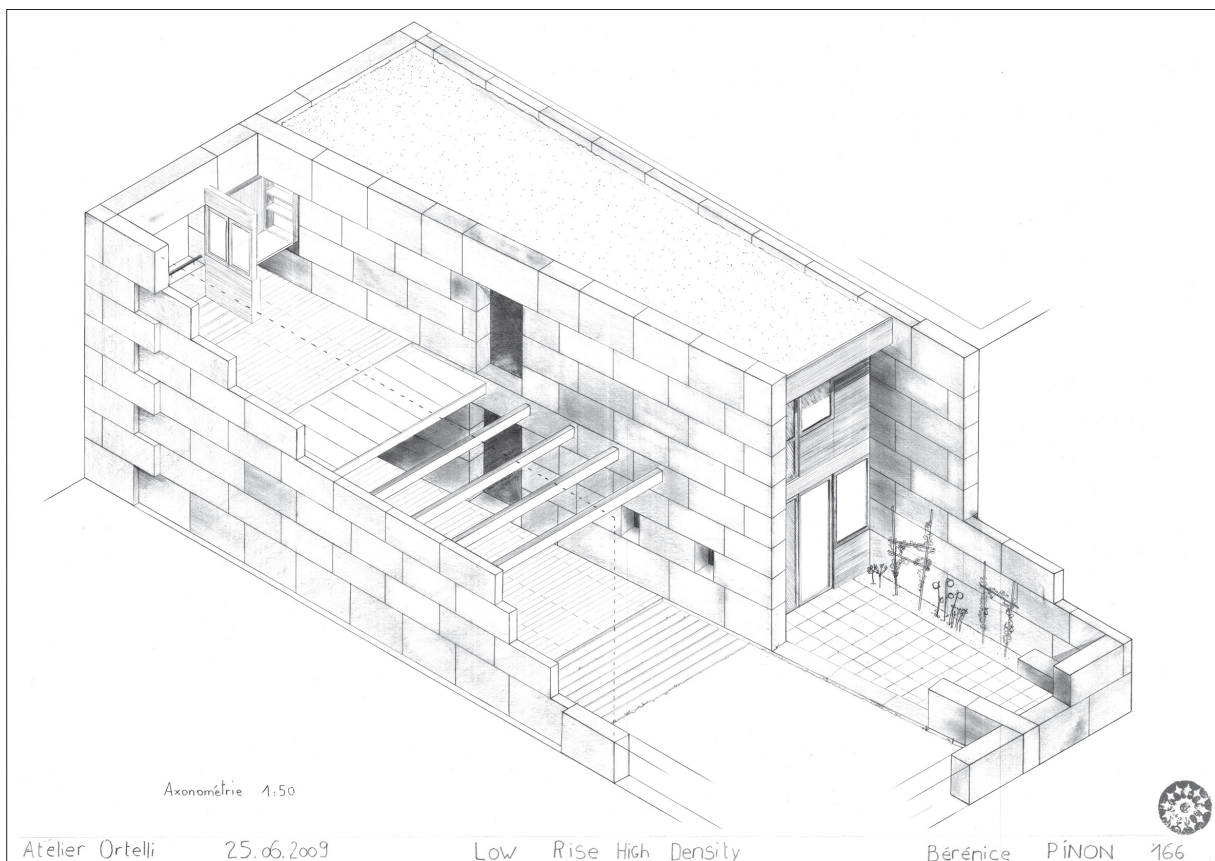 Axonométrie 1:50
Atelier Ortelli 25.06.2009 Low Rise High Density Bérénice PiNON 166